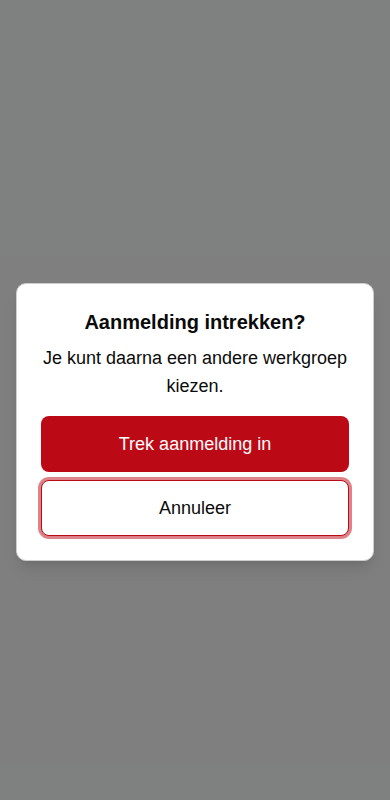 Aanmelding intrekken?
Je kunt daarna een andere werkgroep
kiezen.
Trek aanmelding in
Annuleer